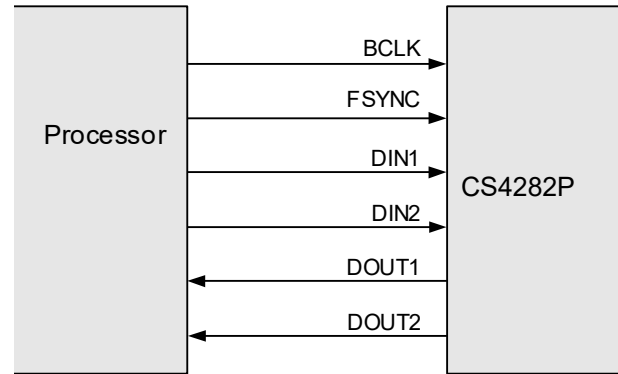 BCLK
FSYNC
Processor
DIN1
CS4282P
DIN2
DOUT1
DOUT2